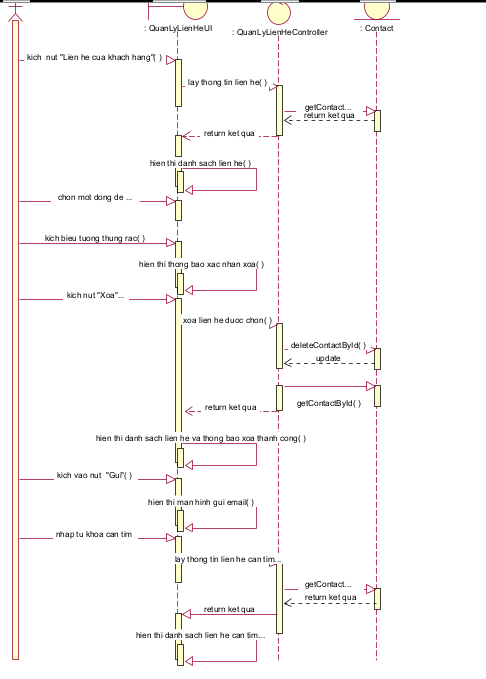 : QuanLyLienHeUI
: QuanLyLienHeController
: Contact
kich nut "Lien he cua khach hang"( )
lay thong tin lien he( )
getContact...
return ket qua
return ket qua
hien thi danh sach lien he( )
chon mot dong de ...
kich bieu tuong thung rac( )
hien thi thong bao xac nhan xoa( )
kich nut "Xoa"...
xoa lien he duoc chon( )
deleteContactById( )
update
getContactById( )
return ket qua
hien thi danh sach lien he va thong bao xoa thanh cong( )
kich vao nut "Gui"( )
hien thi man hinh gui email( )
nhap tu khoa can tim
lay thong tin lien he can tim...
getContact...
return ket qua
return ket qua
hien thi danh sach lien he can tim...